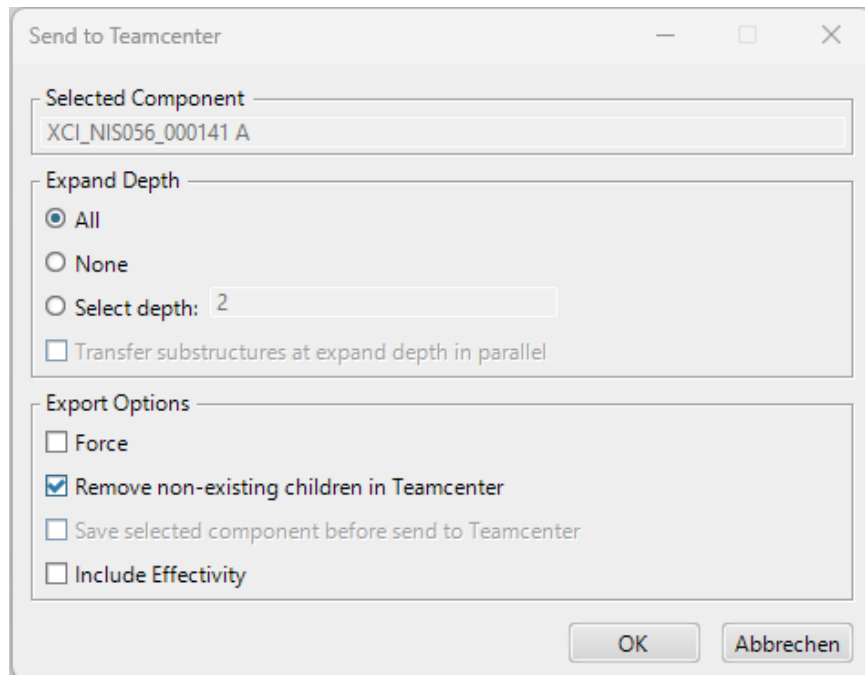 Send to Teamcenter
Selected Component
XCI_NIS056_000141 A
Expand Depth
All
None
Select depth: 2
Transfer substructures at expand depth in parallel
Export Options
Force
Remove non-existing children in Teamcenter
Save selected component before send to Teamcenter
Include Effectivity
OK Abbrechen